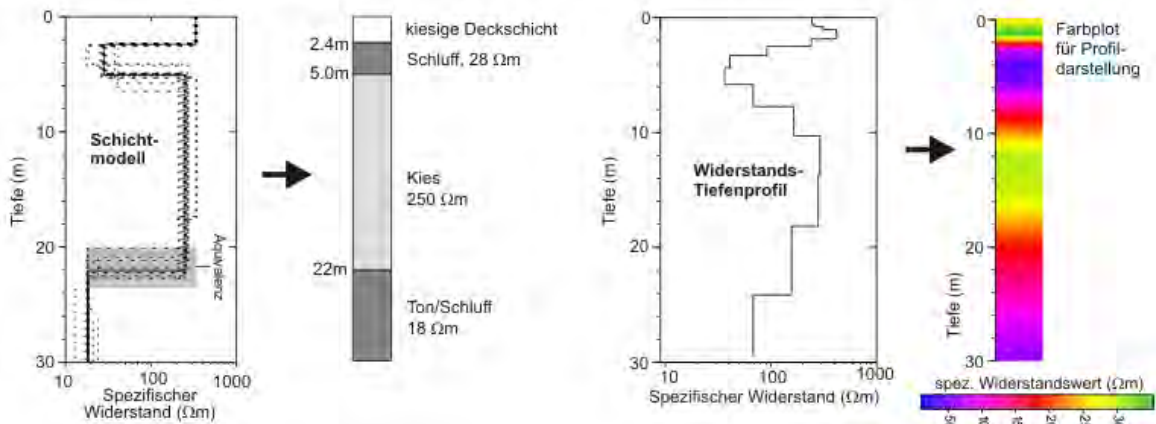 0
10
20
30
Tiefe (m)
Schicht-
modell
Äquivalenz
10
100
1000
Spezifischer
Widerstand (Ωm)
kiesige Deckschicht
2.4m
Schluff, 28 Ωm
5.0m
Kies
250 Ωm
22m
Ton/Schluff
18 Ωm
0
10
20
30
Tiefe (m)
Widerstands-
Tiefenprofil
10
100
1000
Spezifischer Widerstand (Ωm)
0
10
20
30
Tiefe (m)
Farbplot
für Profil-
darstellung
spez. Widerstandswert (Ωm)
50